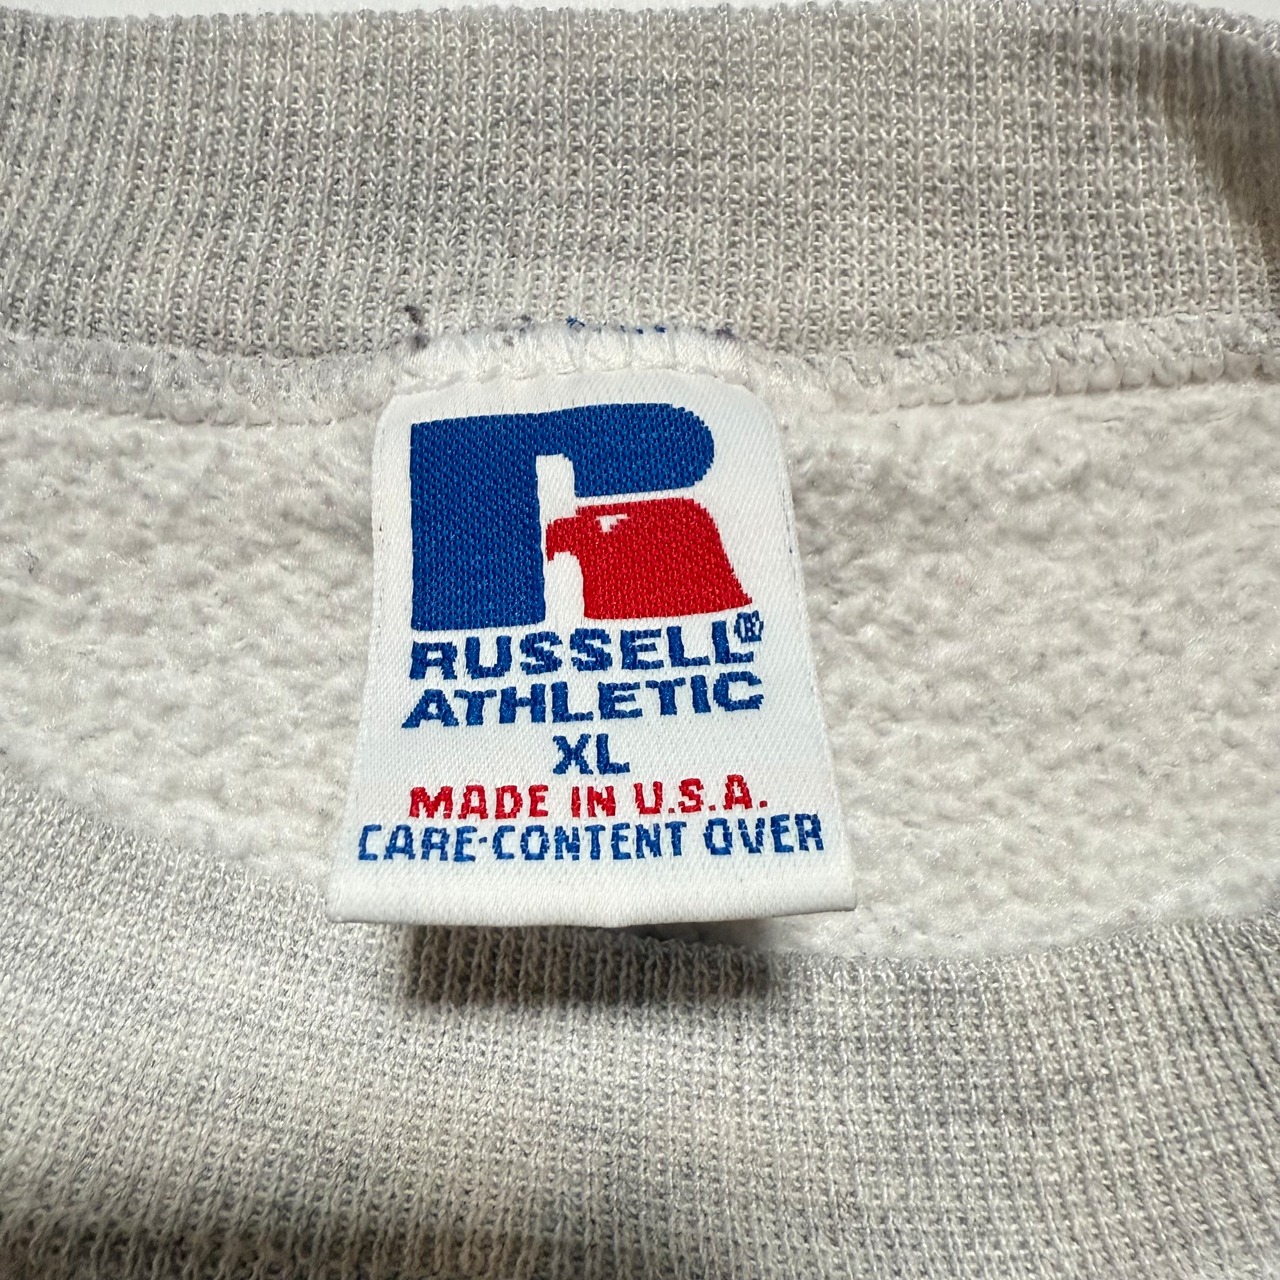 RUSSELL®
ATHLETIC
XL
MADE IN U.S.A.
CARE-CONTENT OVER